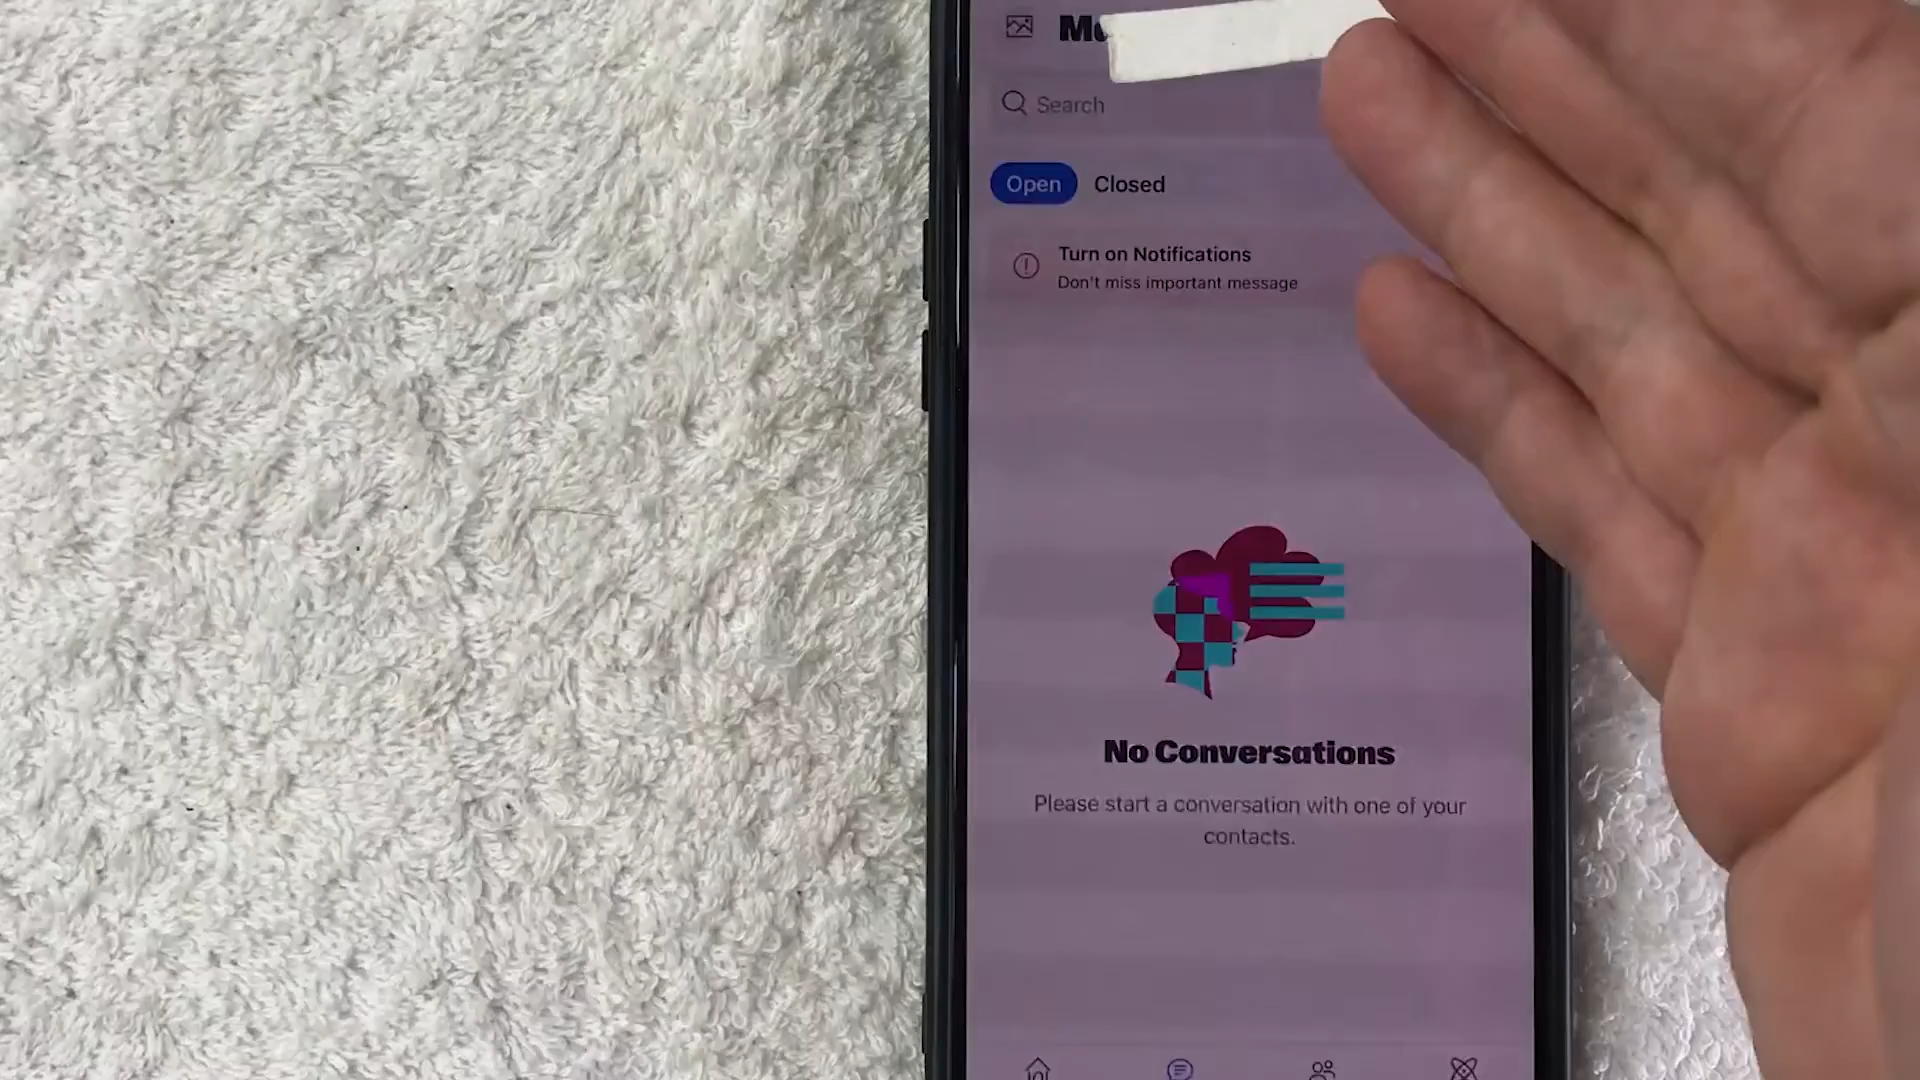 Search
Open Closed
Turn on Notifications
Don't miss important message
No Conversations
Please start a conversation with one of your
contacts.